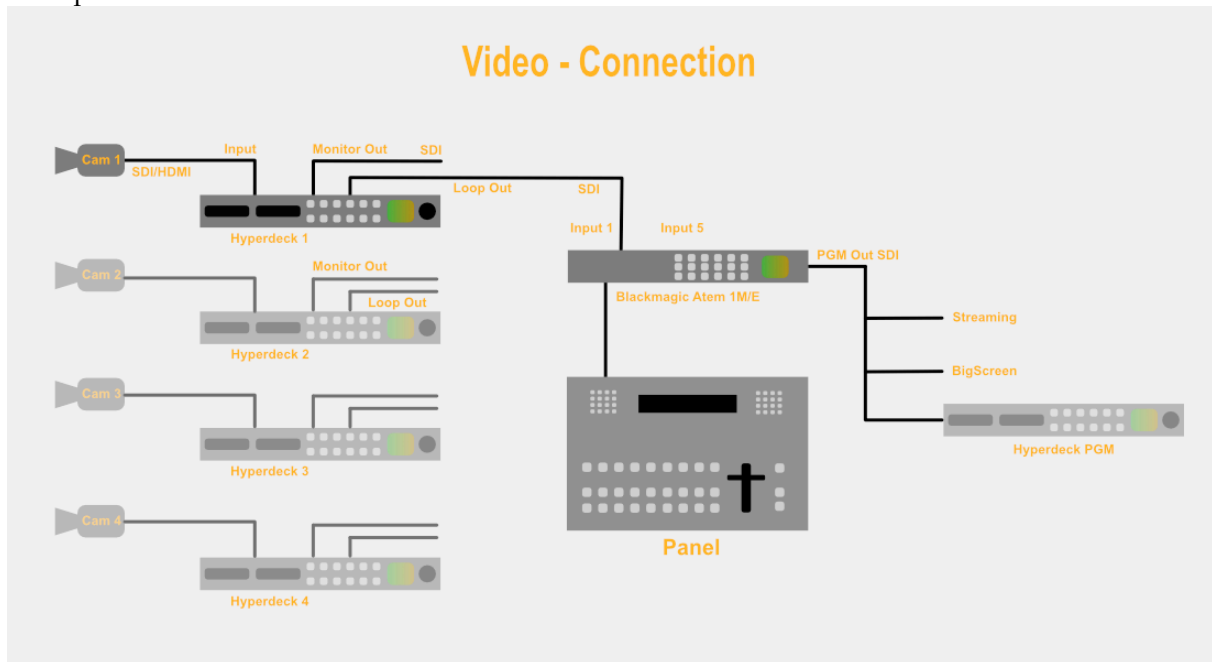 Video - Connection
Cam 1
SDI/HDMI
Input
Monitor Out
SDI
Loop Out
SDI
Hyperdeck 1
Input 1
Input 5
PGM Out SDI
Blackmagic Atem 1M/E
Cam 2
Monitor Out
Loop Out
Hyperdeck 2
Streaming
BigScreen
Cam 3
Hyperdeck 3
Hyperdeck PGM
Cam 4
Panel
Hyperdeck 4